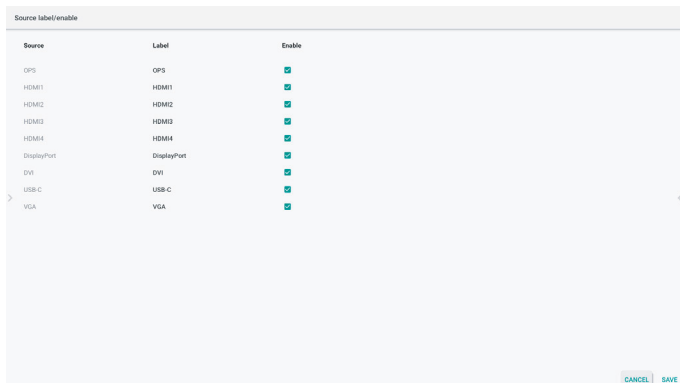 Source label/enable
Source Label Enable
OPS OPS
HDMI1 HDMI1
HDMI2 HDMI2
HDMI3 HDMI3
HDMI4 HDMI4
DisplayPort DisplayPort
DVI DVI
USB-C USB-C
VGA VGA
CANCEL SAVE